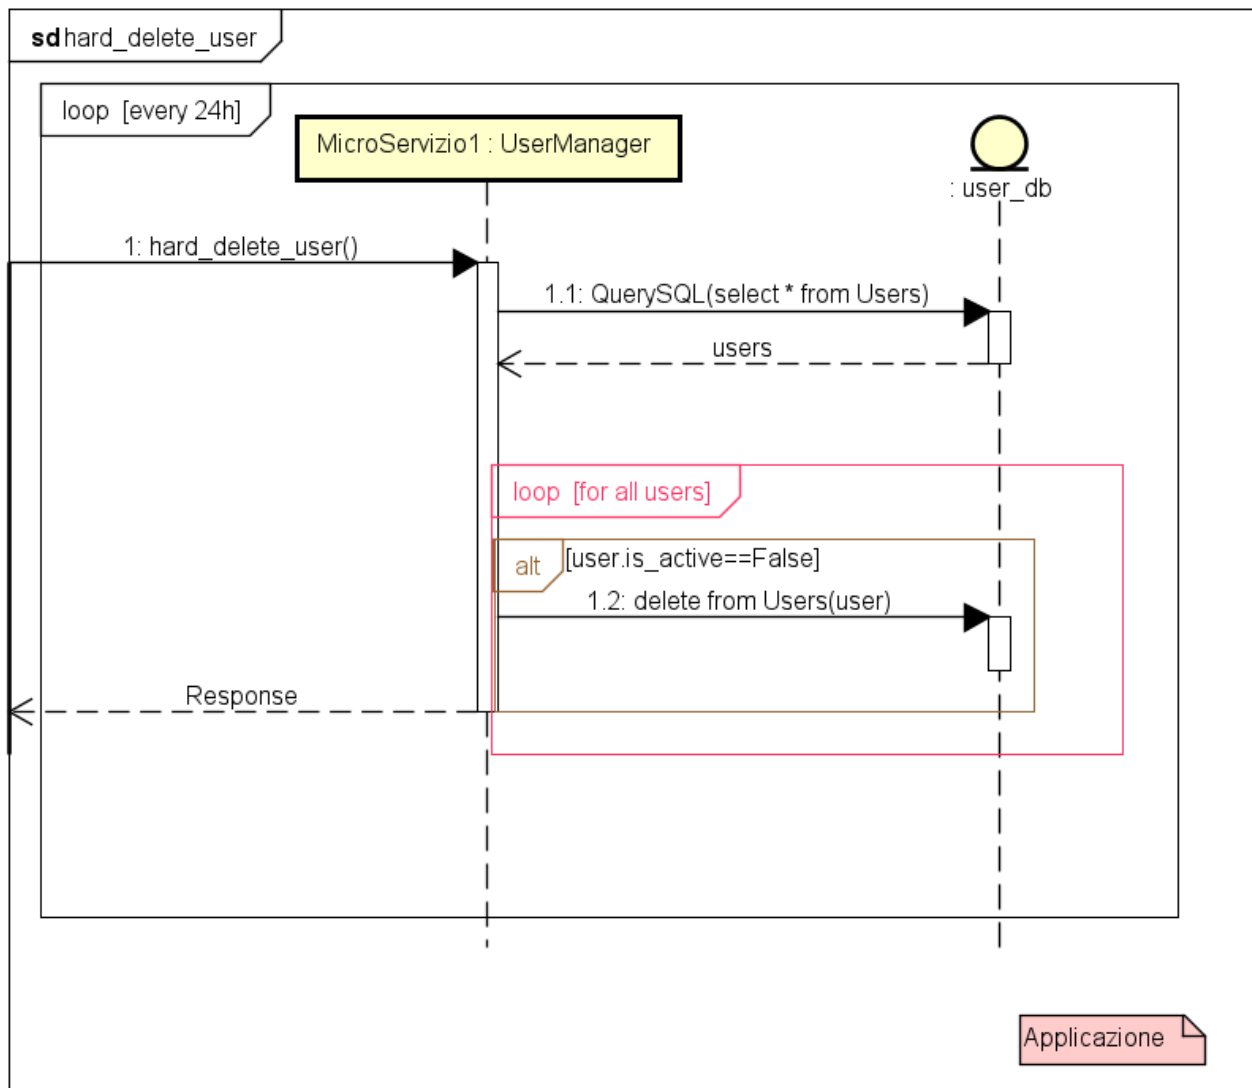 sd hard_delete_user
loop [every 24h]
MicroServizio1 : UserManager
: user_db
1: hard_delete_user()
1.1: QuerySQL(select * from Users)
users
loop [for all users]
alt [user.is_active==False]
1.2: delete from Users(user)
Response
Applicazione